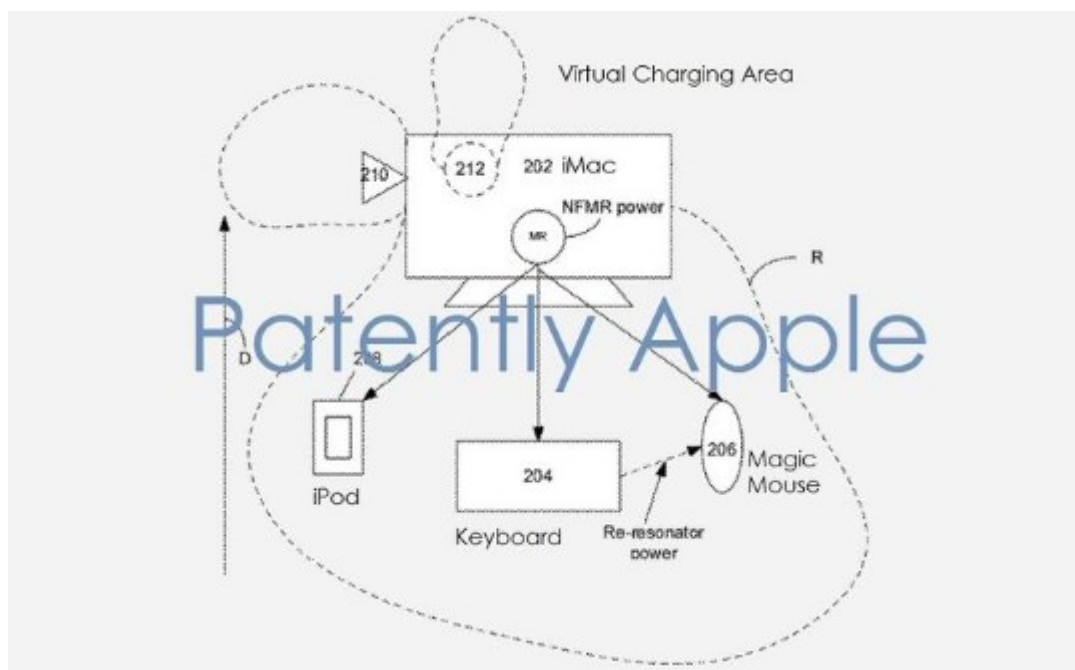 Virtual Charging Area
210
212
202 iMac
NFMR power
MR
R
Patently Apple
D
iPod
204
Keyboard
206
Magic
Mouse
Re-resonator
power